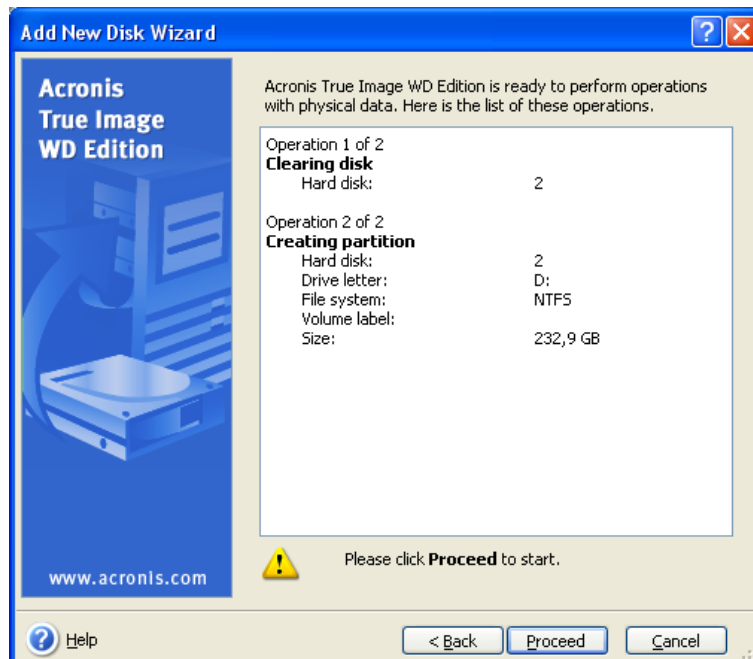 Add New Disk Wizard
Acronis
True Image
WD Edition
Acronis True Image WD Edition is ready to perform operations
with physical data. Here is the list of these operations.
Operation 1 of 2
Clearing disk
Hard disk: 2
Operation 2 of 2
Creating partition
Hard disk: 2
Drive letter: D:
File system: NTFS
Volume label:
Size: 232,9 GB
Please click Proceed to start.
www.acronis.com
Help
< Back
Proceed
Cancel